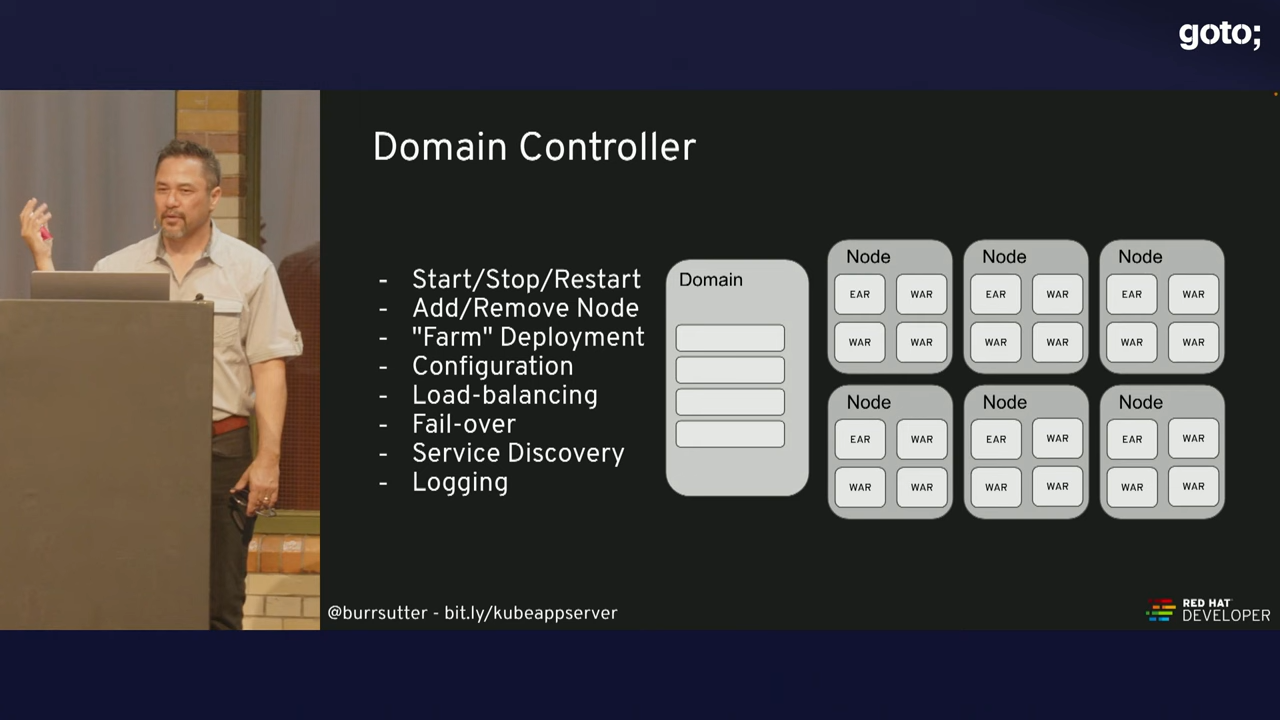 goto;
Domain Controller
- Start/Stop/Restart
- Add/Remove Node
- "Farm" Deployment
- Configuration
- Load-balancing
- Fail-over
- Service Discovery
- Logging
Domain
Node
EAR WAR
WAR WAR
Node
EAR WAR
WAR WAR
Node
EAR WAR
WAR WAR
Node
EAR WAR
WAR WAR
Node
EAR WAR
WAR WAR
Node
EAR WAR
WAR WAR
@burrsutter - bit.ly/kubeappserver
RED HAT
DEVELOPER